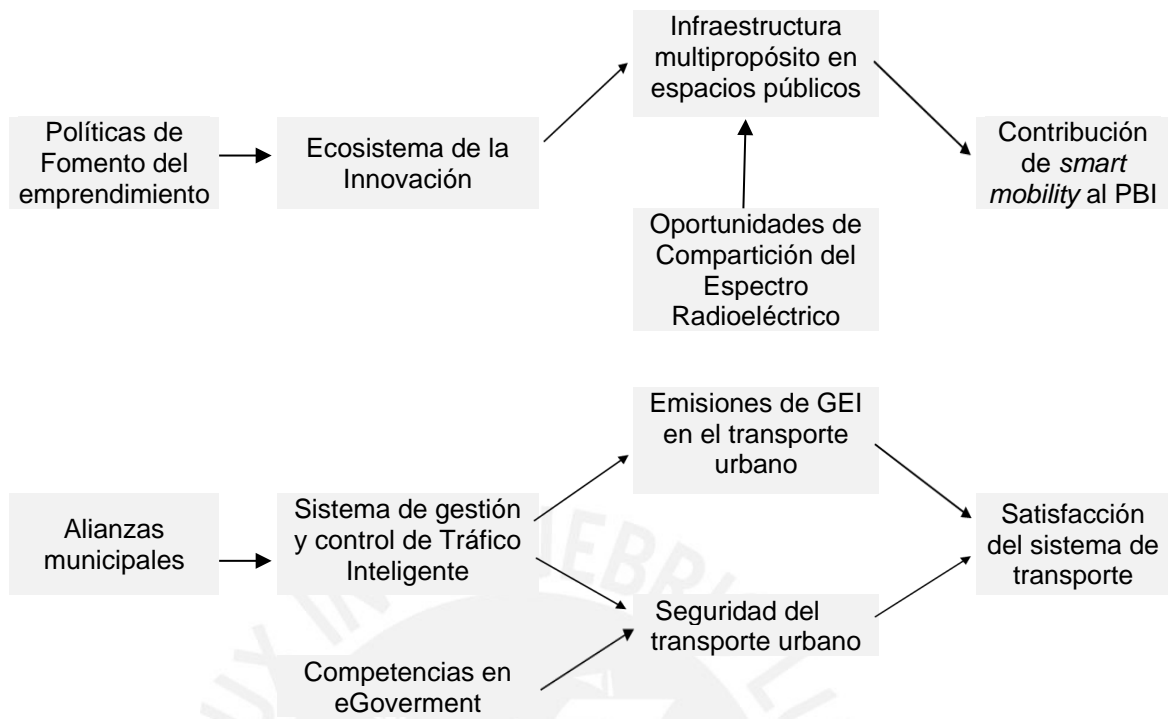 Infraestructura
multipropósito en
espacios públicos
Políticas de
Fomento del
emprendimiento
Ecosistema de la
Innovación
Contribución
de smart
mobility al PBI
Oportunidades de
Compartición del
Espectro
Radioeléctrico
Emisiones de GEI
en el transporte
urbano
Alianzas
municipales
Sistema de gestión
y control de Tráfico
Inteligente
Satisfacción
del sistema de
transporte
Seguridad del
transporte urbano
Competencias en
eGoverment